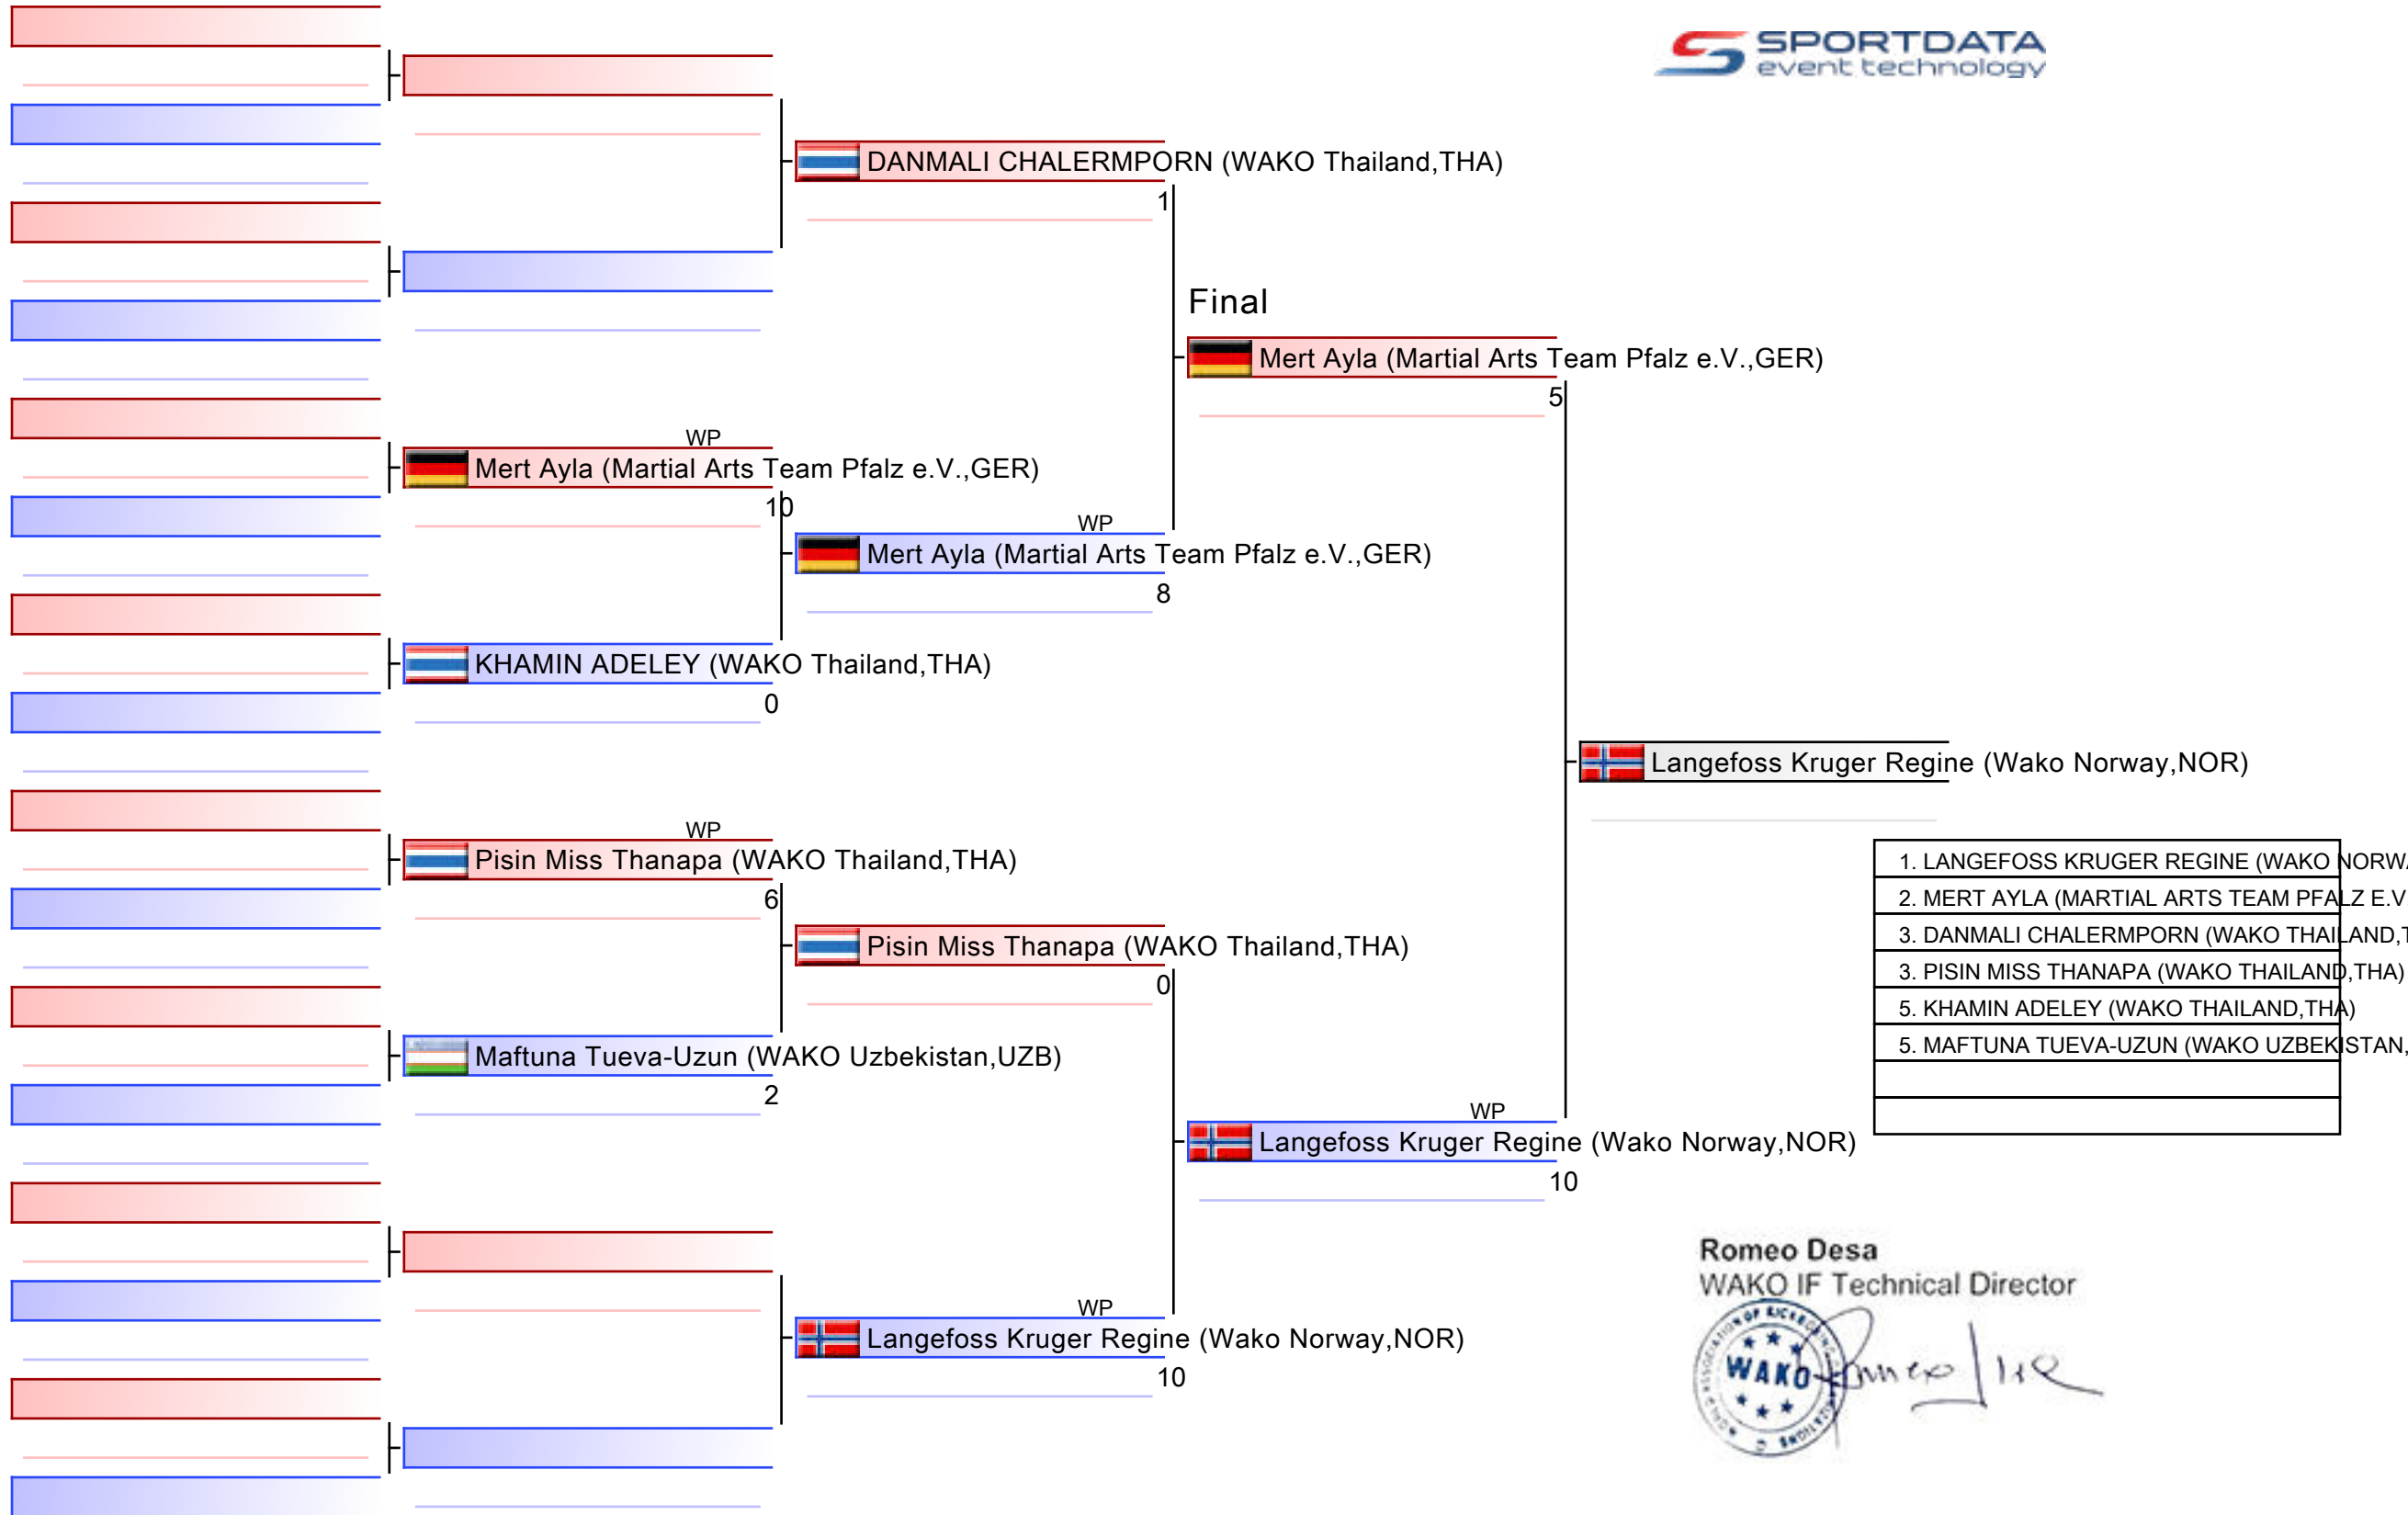 SPORTDATA
event technology
DANMALI CHALERMPORN (WAKO Thailand,THA)
1
Final
Mert Ayla (Martial Arts Team Pfalz e.V.,GER)
5
WP
Mert Ayla (Martial Arts Team Pfalz e.V.,GER)
10
WP
Mert Ayla (Martial Arts Team Pfalz e.V.,GER)
8
KHAMIN ADELEY (WAKO Thailand,THA)
0
Langefoss Kruger Regine (Wako Norway,NOR)
WP
Pisin Miss Thanapa (WAKO Thailand,THA)
6
Pisin Miss Thanapa (WAKO Thailand,THA)
0
Maftuna Tueva-Uzun (WAKO Uzbekistan,UZB)
2
WP
Langefoss Kruger Regine (Wako Norway,NOR)
10
WP
Langefoss Kruger Regine (Wako Norway,NOR)
10
1. LANGEFOSS KRUGER REGINE (WAKO NORWA
2. MERT AYLA (MARTIAL ARTS TEAM PFALZ E.V
3. DANMALI CHALERMPORN (WAKO THAILAND,T
3. PISIN MISS THANAPA (WAKO THAILAND,THA)
5. KHAMIN ADELEY (WAKO THAILAND,THA)
5. MAFTUNA TUEVA-UZUN (WAKO UZBEKISTAN,
Romeo Desa
WAKO IF Technical Director
WAKO